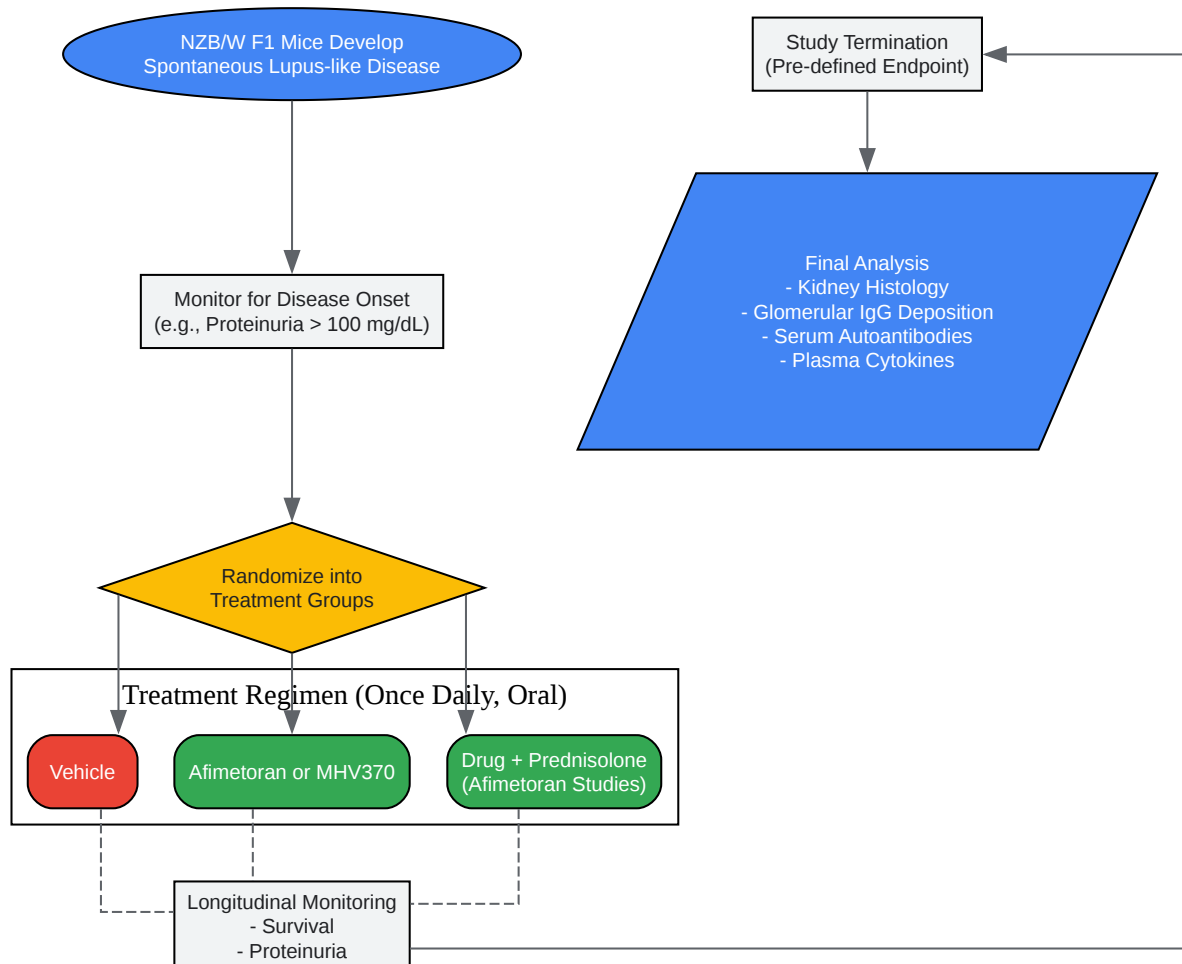 NZB/W F1 Mice Develop
Spontaneous Lupus-like Disease
Monitor for Disease Onset
(e.g., Proteinuria > 100 mg/dL)
Randomize into
Treatment Groups
Treatment Regimen (Once Daily, Oral)
Vehicle
Afimetoran or MHV370
Drug + Prednisolone
(Afimetoran Studies)
Longitudinal Monitoring
- Survival
- Proteinuria
Study Termination
(Pre-defined Endpoint)
Final Analysis
- Kidney Histology
- Glomerular IgG Deposition
- Serum Autoantibodies
- Plasma Cytokines